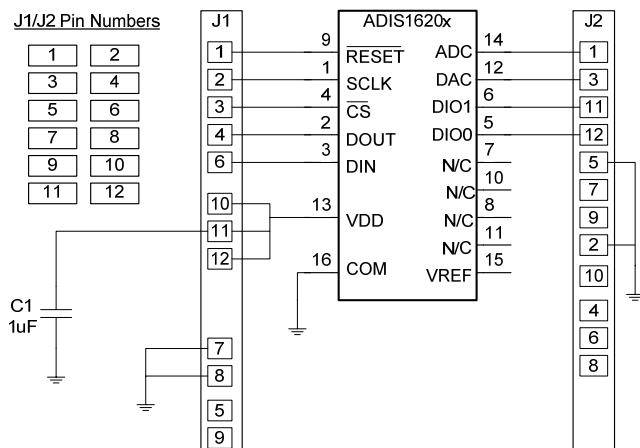 J1/J2 Pin Numbers
1 2
3 4
5 6
7 8
9 10
11 12
J1
1
2
3
4
6
10
11
12
7
8
5
9
C1
1uF
ADIS1620x
9 RESET
1 SCLK
4 CS
2 DOUT
3 DIN
13 VDD
16 COM
ADC 14
DAC 12
DIO1 6
DIO0 5
N/C 7
N/C 10
N/C 8
N/C 11
VREF 15
J2
1
3
11
12
5
7
9
2
10
4
6
8